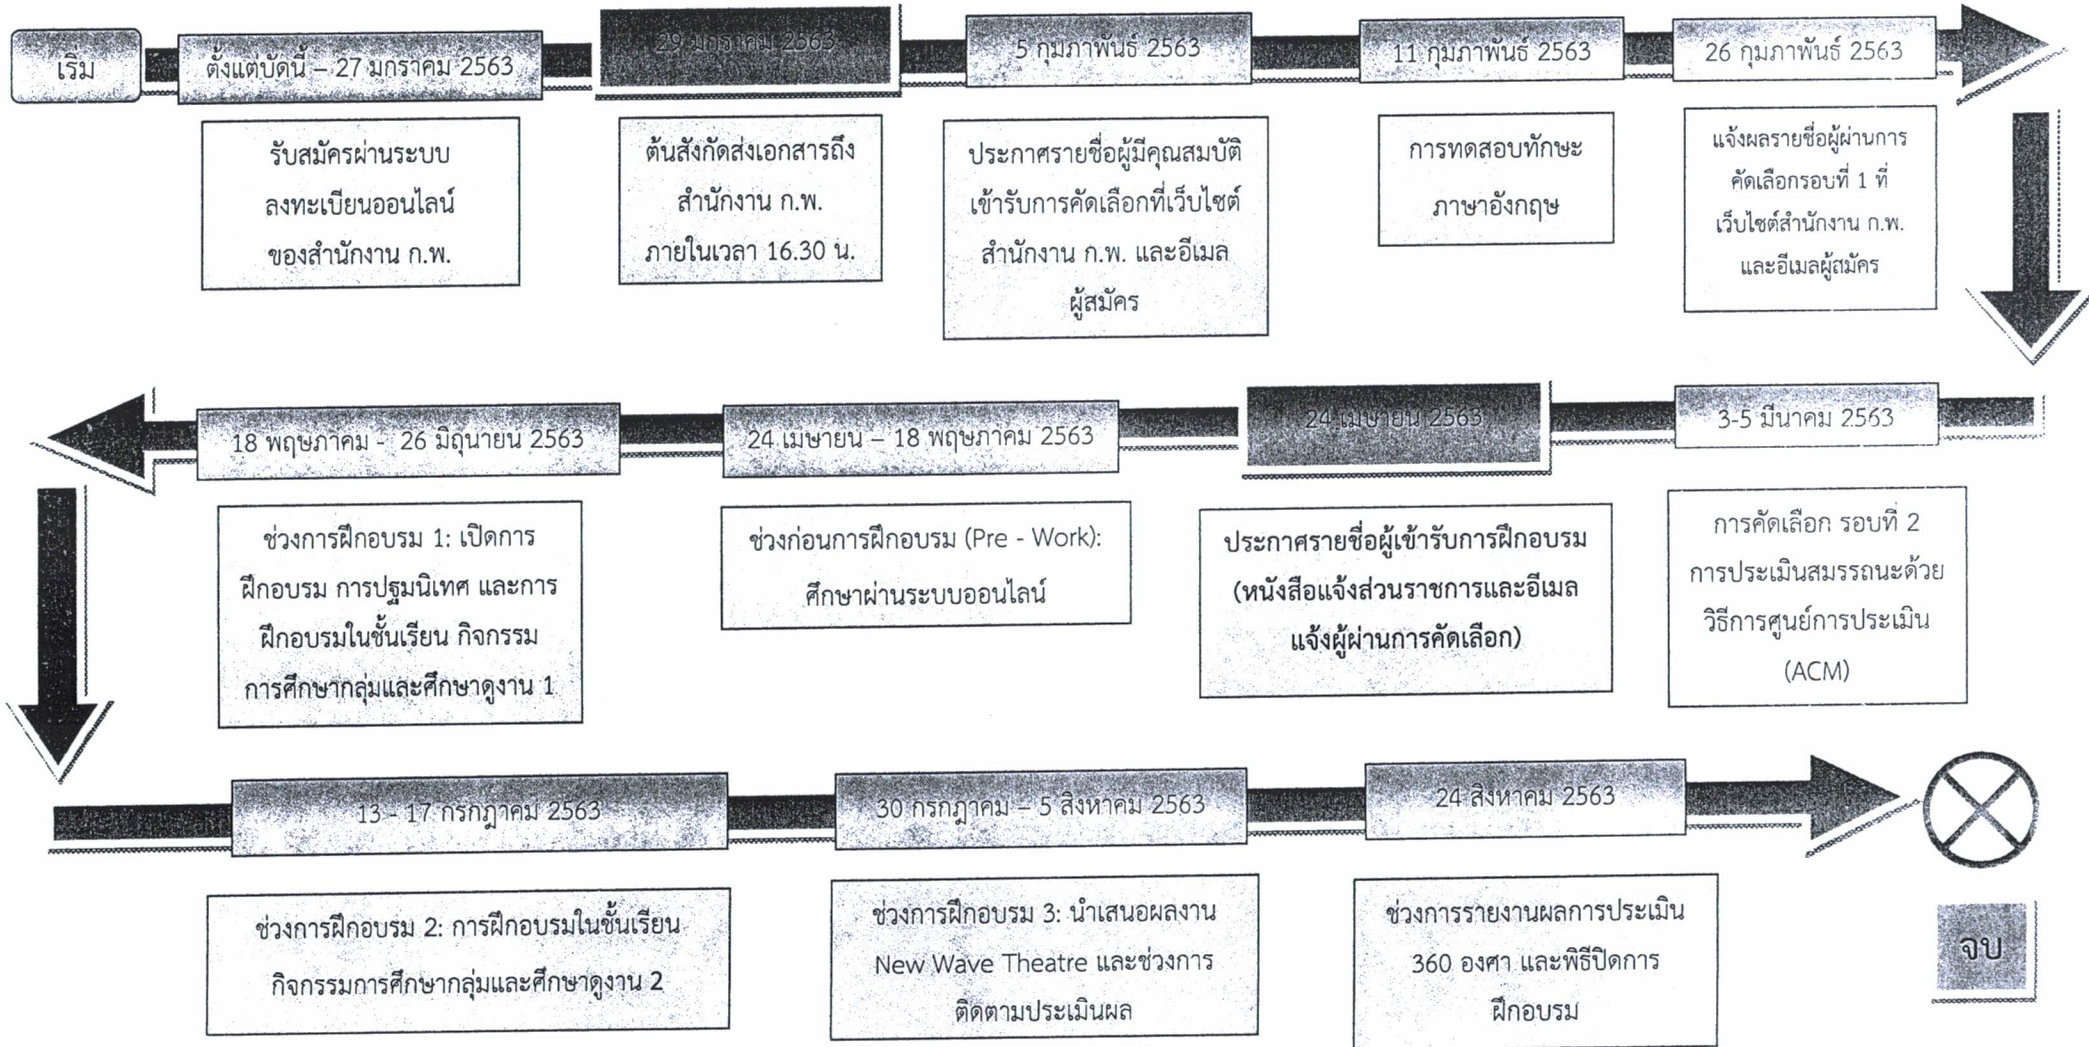 เริ่ม
ตั้งแต่บัดนี้ – 27 มกราคม 2563
29 มกราคม 2563
5 กุมภาพันธ์ 2563
11 กุมภาพันธ์ 2563
26 กุมภาพันธ์ 2563
รับสมัครผ่านระบบ
ลงทะเบียนออนไลน์
ของสำนักงาน ก.พ.
ต้นสังกัดส่งเอกสารถึง
สำนักงาน ก.พ.
ภายในเวลา 16.30 น.
ประกาศรายชื่อผู้มีคุณสมบัติ
เข้ารับการคัดเลือกที่เว็บไซต์
สำนักงาน ก.พ. และอีเมล
ผู้สมัคร
การทดสอบทักษะ
ภาษาอังกฤษ
แจ้งผลรายชื่อผู้ผ่านการ
คัดเลือกรอบที่ 1 ที่
เว็บไซต์สำนักงาน ก.พ.
และอีเมลผู้สมัคร
3-5 มีนาคม 2563
24 เมษายน 2563
24 เมษายน – 18 พฤษภาคม 2563
18 พฤษภาคม - 26 มิถุนายน 2563
การคัดเลือก รอบที่ 2
การประเมินสมรรถนะด้วย
วิธีการศูนย์การประเมิน
(ACM)
ประกาศรายชื่อผู้เข้ารับการฝึกอบรม
(หนังสือแจ้งส่วนราชการและอีเมล
แจ้งผู้ผ่านการคัดเลือก)
ช่วงก่อนการฝึกอบรม (Pre - Work):
ศึกษาผ่านระบบออนไลน์
ช่วงการฝึกอบรม 1: เปิดการ
ฝึกอบรม การปฐมนิเทศ และการ
ฝึกอบรมในชั้นเรียน กิจกรรม
การศึกษากลุ่มและศึกษาดูงาน 1
13 - 17 กรกฎาคม 2563
30 กรกฎาคม – 5 สิงหาคม 2563
24 สิงหาคม 2563
ช่วงการฝึกอบรม 2: การฝึกอบรมในชั้นเรียน
กิจกรรมการศึกษากลุ่มและศึกษาดูงาน 2
ช่วงการฝึกอบรม 3: นำเสนอผลงาน
New Wave Theatre และช่วงการ
ติดตามประเมินผล
ช่วงการรายงานผลการประเมิน
360 องศา และพิธีปิดการ
ฝึกอบรม
จบ